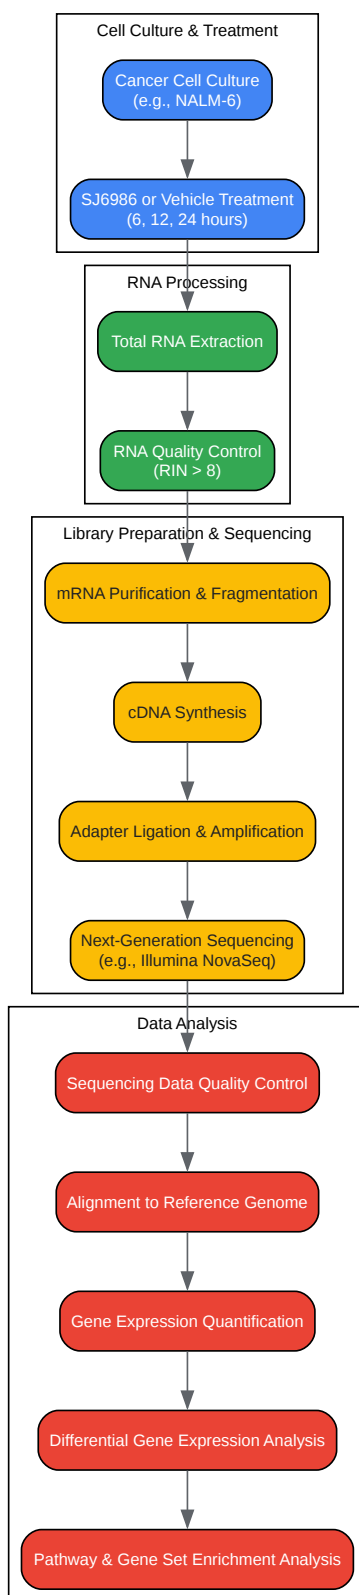 Cell Culture & Treatment
Cancer Cell Culture
(e.g., NALM-6)
SJ6986 or Vehicle Treatment
(6, 12, 24 hours)
RNA Processing
Total RNA Extraction
RNA Quality Control
(RIN > 8)
Library Preparation & Sequencing
mRNA Purification & Fragmentation
cDNA Synthesis
Adapter Ligation & Amplification
Next-Generation Sequencing
(e.g., Illumina NovaSeq)
Data Analysis
Sequencing Data Quality Control
Alignment to Reference Genome
Gene Expression Quantification
Differential Gene Expression Analysis
Pathway & Gene Set Enrichment Analysis